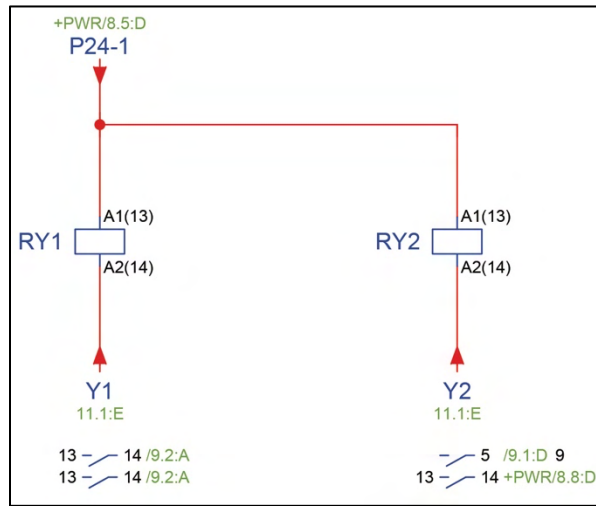 +PWR/8.5:D
P24-1
A1(13)
RY1
A2(14)
A1(13)
RY2
A2(14)
Y1
11.1:E
Y2
11.1:E
13 14 /9.2:A
13 14 /9.2:A
5 /9.1:D 9
13 14 +PWR/8.8:D